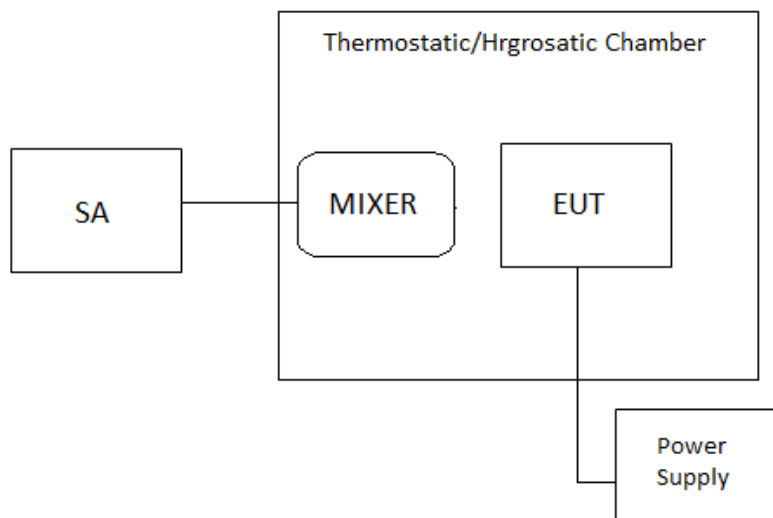 Thermostatic/Hrgrosatic Chamber
SA
MIXER
EUT
Power
Supply